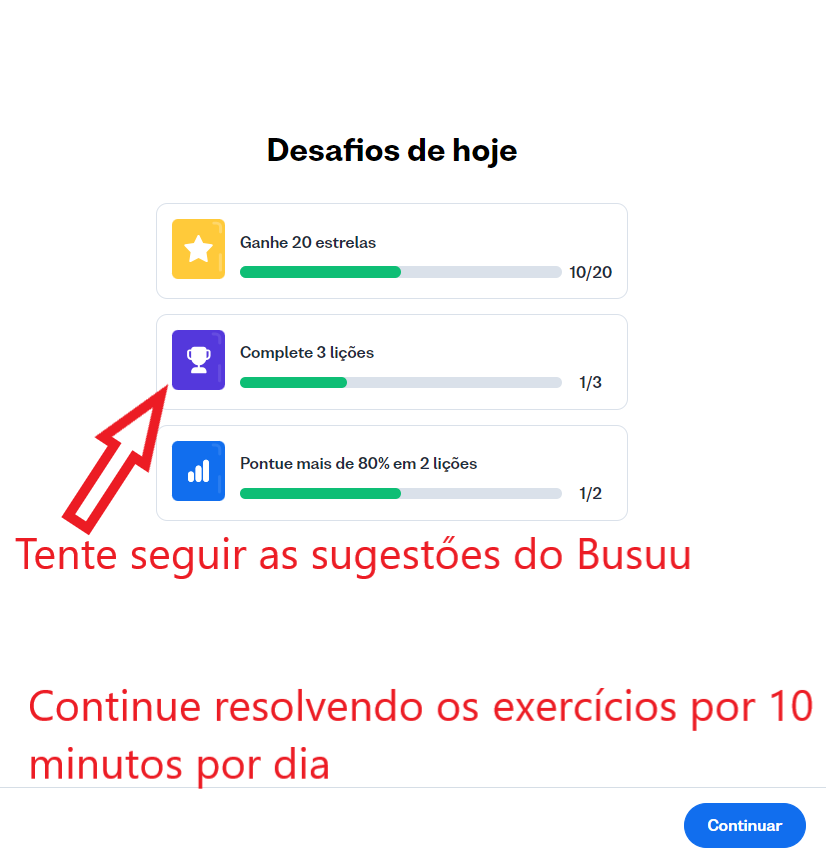 Desafios de hoje
Ganhe 20 estrelas
10/20
Complete 3 lições
1/3
Pontue mais de 80% em 2 lições
1/2
Tente seguir as sugestőes do Busuu
Continue resolvendo os exercícios por 10
minutos por dia
Continuar